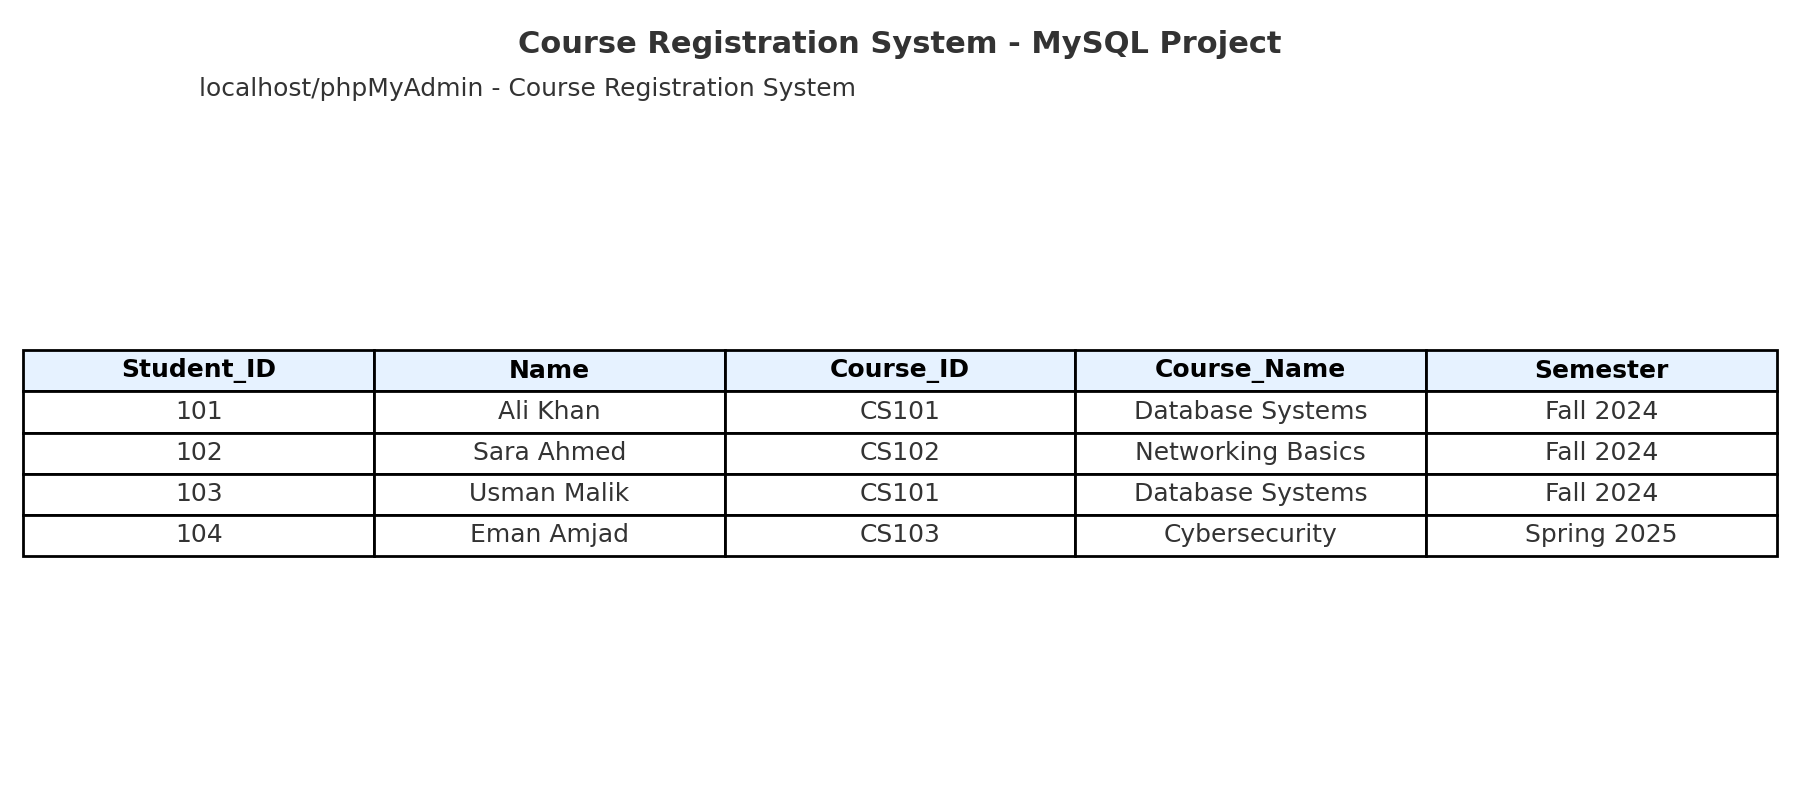 Course Registration System - MySQL Project
localhost/phpMyAdmin - Course Registration System
Student_ID Name Course_ID Course_Name Semester
101 Ali Khan CS101 Database Systems Fall 2024
102 Sara Ahmed CS102 Networking Basics Fall 2024
103 Usman Malik CS101 Database Systems Fall 2024
104 Eman Amjad CS103 Cybersecurity Spring 2025